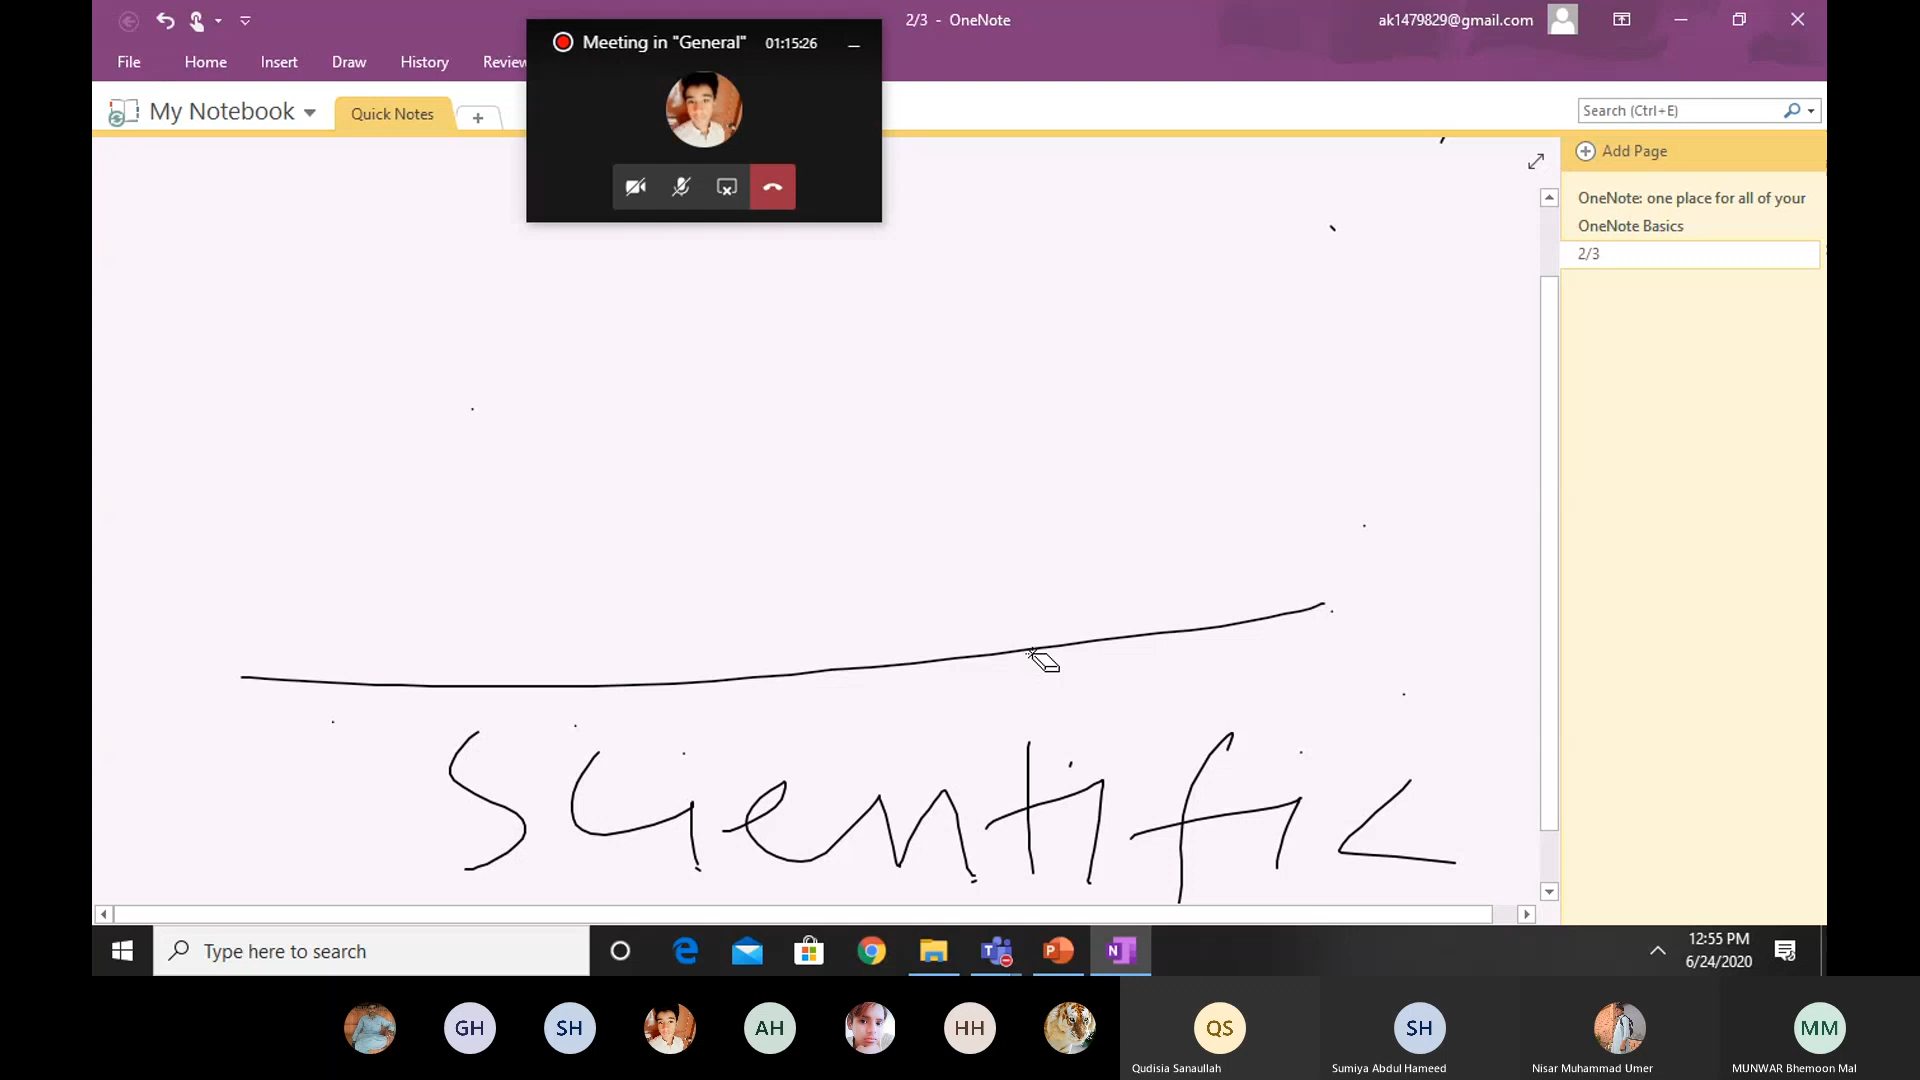 2/3 - OneNote
ak1479829@gmail.com
Meeting in "General" 01:15:26
File Home Insert Draw History Review
My Notebook
Quick Notes
Search (Ctrl+E)
Add Page
OneNote: one place for all of your
OneNote Basics
2/3
Scientific
Type here to search
12:55 PM
6/24/2020
GH SH AH HH QS SH MM
Qudisia Sanaullah Sumiya Abdul Hameed Nisar Muhammad Umer MUNWAR Bhemoon Mal